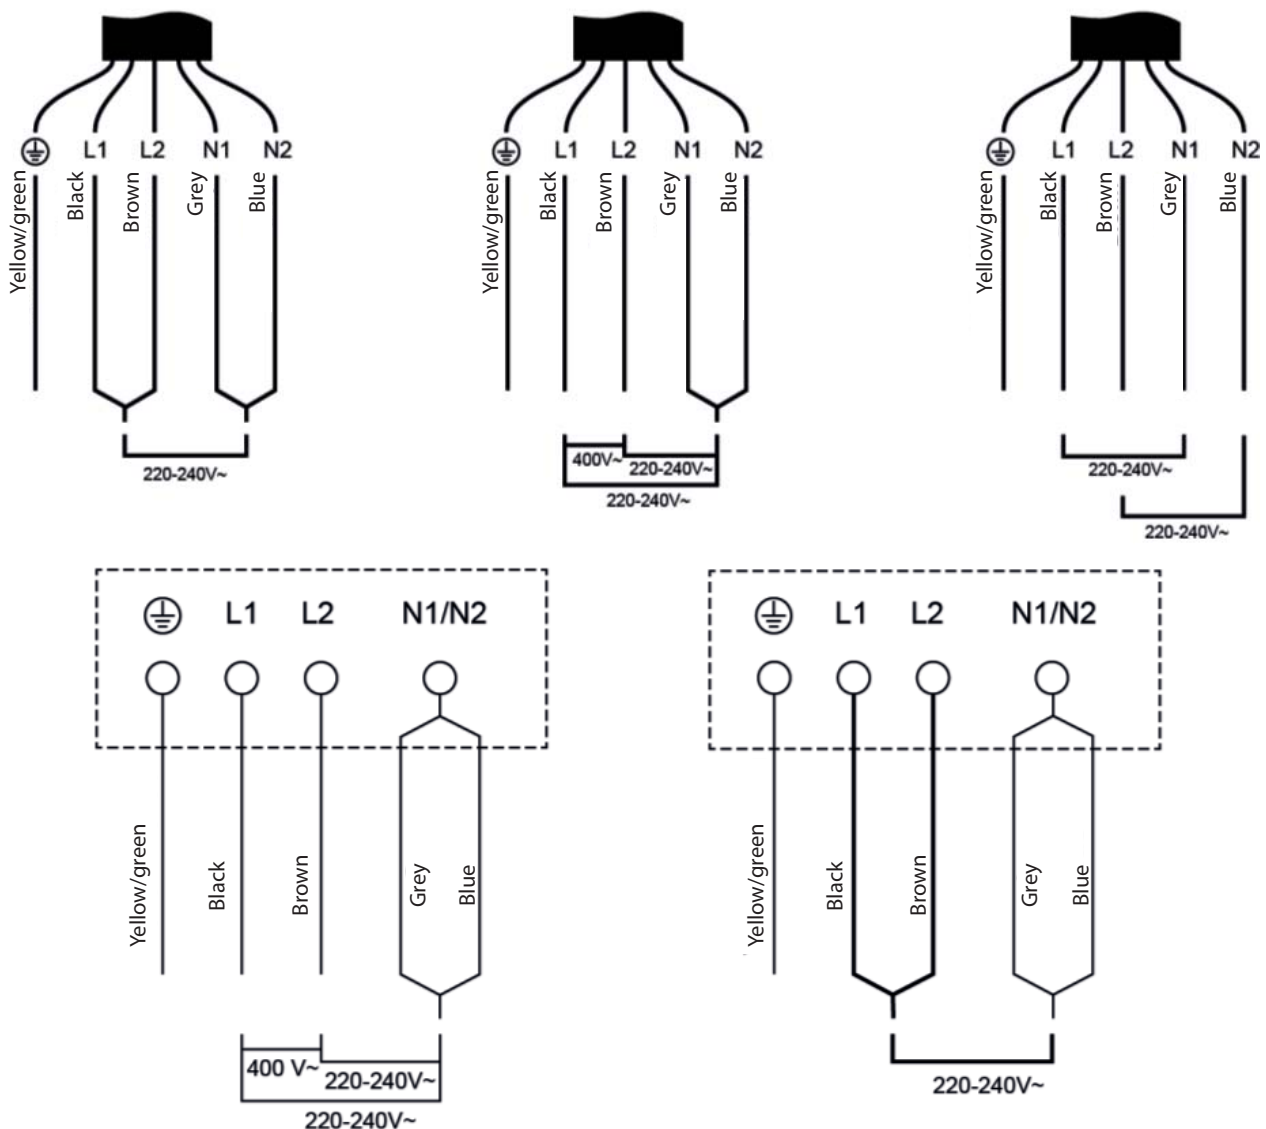 L1 L2 N1 N2
Yellow/green
Black
Brown
Grey
Blue
220-240V~
L1 L2 N1 N2
Yellow/green
Black
Brown
Grey
Blue
400V~
220-240V~
220-240V~
L1 L2 N1 N2
Yellow/green
Black
Brown
Grey
Blue
220-240V~
220-240V~
L1 L2 N1/N2
Yellow/green
Black
Brown
Grey
Blue
400 V~
220-240V~
220-240V~
L1 L2 N1/N2
Yellow/green
Black
Brown
Grey
Blue
220-240V~